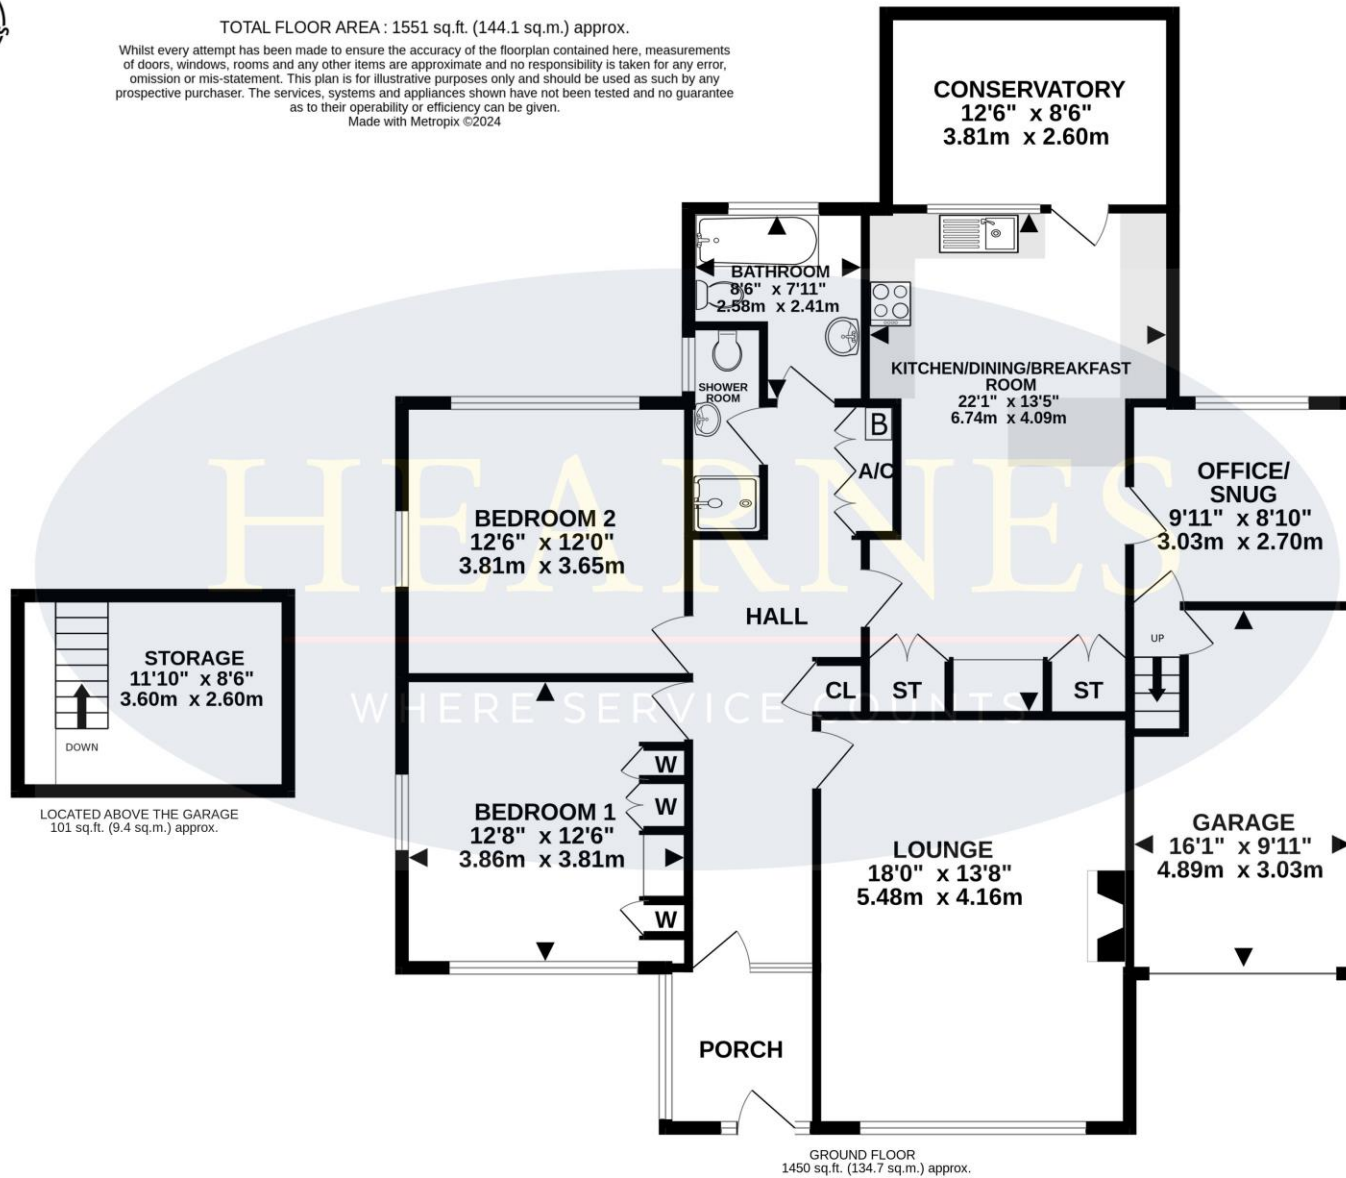 TOTAL FLOOR AREA : 1551 sq.ft. (144.1 sq.m.) approx.
Whilst every attempt has been made to ensure the accuracy of the floorplan contained here, measurements
of doors, windows, rooms and any other items are approximate and no responsibility is taken for any error,
omission or mis-statement. This plan is for illustrative purposes only and should be used as such by any
prospective purchaser. The services, systems and appliances shown have not been tested and no guarantee
as to their operability or efficiency can be given.
Made with Metropix ©2024
CONSERVATORY
12'6" x 8'6"
3.81m x 2.60m
BATHROOM
8'6" x 7'11"
2.58m x 2.41m
KITCHEN/DINING/BREAKFAST
ROOM
22'1" x 13'5"
6.74m x 4.09m
SHOWER
ROOM
B
A/C
OFFICE/
SNUG
9'11" x 8'10"
3.03m x 2.70m
BEDROOM 2
12'6" x 12'0"
3.81m x 3.65m
HEARNES
HALL
UP
WHERE SERVICE COUNTS
CL
ST
ST
STORAGE
11'10" x 8'6"
3.60m x 2.60m
DOWN
LOCATED ABOVE THE GARAGE
101 sq.ft. (9.4 sq.m.) approx.
W
W
W
BEDROOM 1
12'8" x 12'6"
3.86m x 3.81m
LOUNGE
18'0" x 13'8"
5.48m x 4.16m
GARAGE
16'1" x 9'11"
4.89m x 3.03m
PORCH
GROUND FLOOR
1450 sq.ft. (134.7 sq.m.) approx.